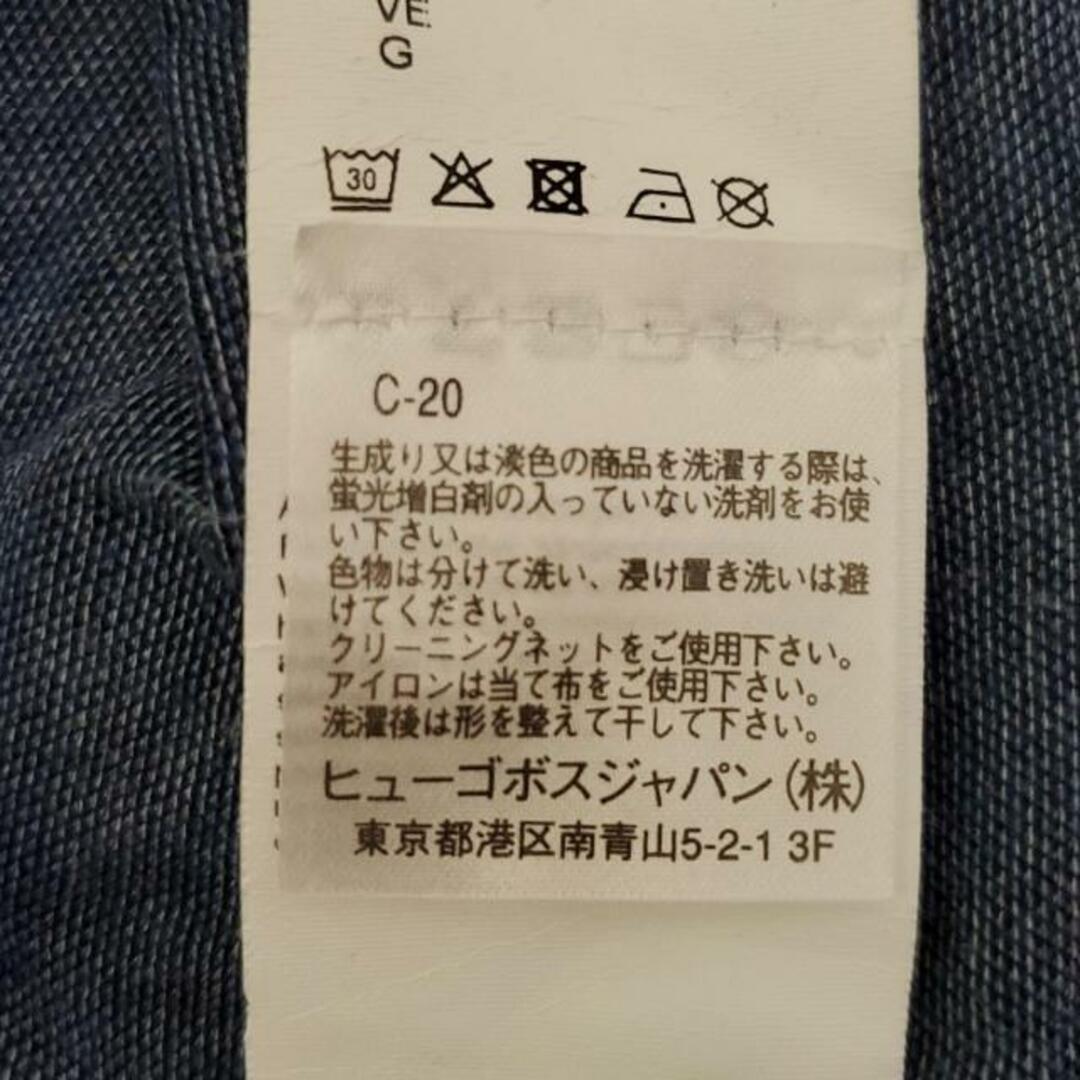 VE
G
30
C-20
生成り又は淡色の商品を洗濯する際は、
蛍光増白剤の入っていない洗剤をお使
い下さい。
色物は分けて洗い、浸け置き洗いは避
けてください。
クリーニングネットをご使用下さい。
アイロンは当て布をご使用下さい。
洗濯後は形を整えて干して下さい。
ヒューゴボスジャパン(株)
東京都港区南青山5-2-1 3F